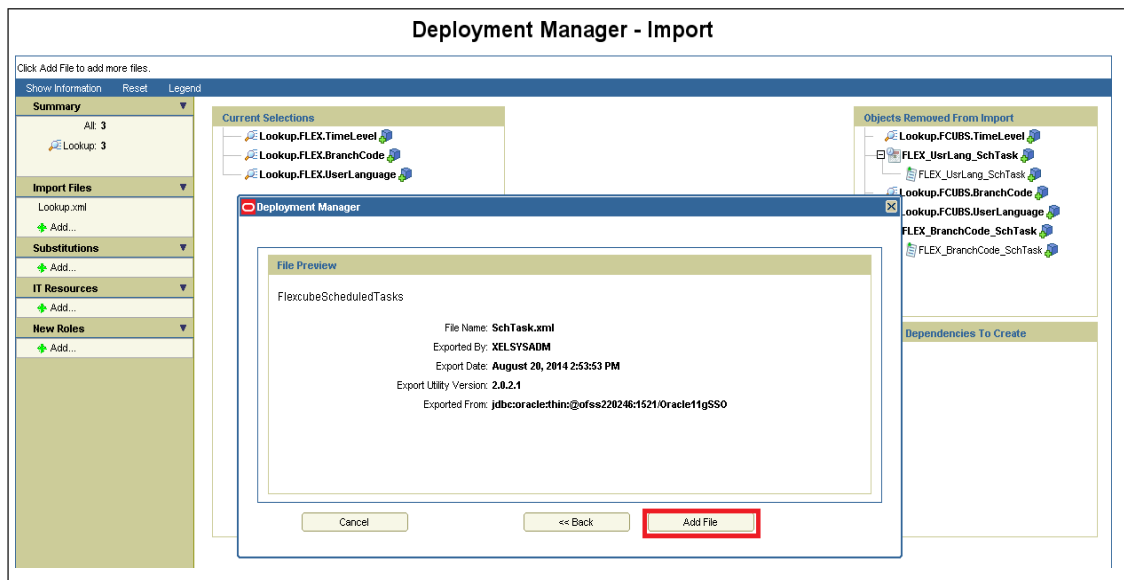 Deployment Manager - Import
Click Add File to add more files.
Show Information Reset Legend
Summary
All: 3
Lookup: 3
Import Files
Lookup.xml
Add...
Substitutions
Add...
IT Resources
Add...
New Roles
Add...
Current Selections
Lookup.FLEX.TimeLevel
Lookup.FLEX.BranchCode
Lookup.FLEX.UserLanguage
Objects Removed From Import
Lookup.FCUBS.TimeLevel
FLEX_UsrLang_SchTask
FLEX_UsrLang_SchTask
Lookup.FCUBS.BranchCode
.ookup.FCUBS.UserLanguage
FLEX_BranchCode_SchTask
FLEX_BranchCode_SchTask
Dependencies To Create
Deployment Manager
File Preview
FlexcubeScheduledTasks
File Name: SchTask.xml
Exported By: XELSYSADM
Export Date: August 20, 2014 2:53:53 PM
Export Utility Version: 2.0.2.1
Exported From: jdbc:oracle:thin:@ofss220246:1521/Oracle11gSSO
Cancel << Back Add File